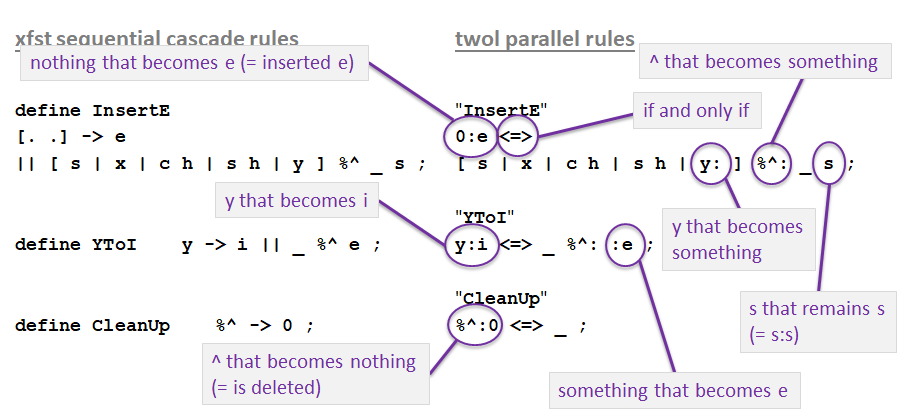 xfst sequential cascade rules
twol parallel rules
nothing that becomes e (= inserted e)
^ that becomes something
if and only if
define InsertE
[. .] -> e
|| [ s | x | c h | s h | y ] %^ _ s ;
"InsertE"
0:e <=>
[ s | x | c h | s h | y: ] %^: _ s ;
y that becomes i
y that becomes
something
define YToI y -> i || _ %^ e ;
"YToI"
y:i <=> _ %^: :e ;
s that remains s
(= s:s)
define CleanUp %^ -> 0 ;
"CleanUp"
%^:0 <=> _ ;
^ that becomes nothing
(= is deleted)
something that becomes e